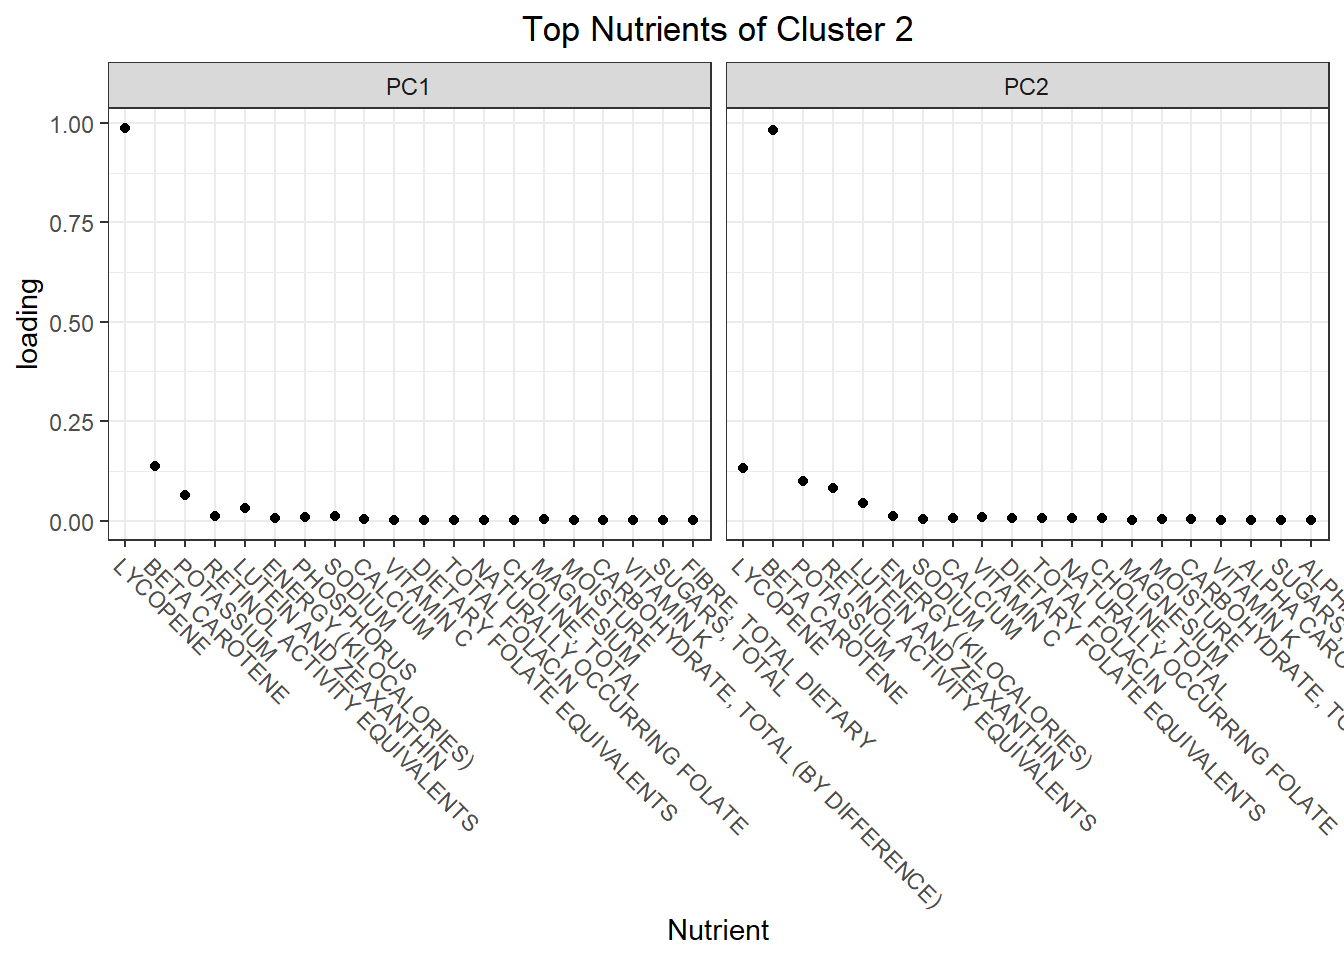 Top Nutrients of Cluster 2
PC1
PC2
1.00
0.75
0.50
0.25
0.00
loading
LYCOPENE
BETA CAROTENE
POTASSIUM
RETINOL ACTIVITY EQUIVALENTS
LUTEIN AND ZEAXANTHIN
ENERGY (KILOCALORIES)
PHOSPHORUS
SODIUM
CALCIUM
VITAMIN C
DIETARY FOLATE EQUIVALENTS
TOTAL FOLACIN
NATURALLY OCCURRING FOLATE
CHOLINE, TOTAL
MAGNESIUM
MOISTURE
CARBOHYDRATE, TOTAL (BY DIFFERENCE)
VITAMIN K
SUGARS, TOTAL
FIBRE, TOTAL DIETARY
LYCOPENE
BETA CAROTENE
POTASSIUM
RETINOL ACTIVITY EQUIVALENTS
LUTEIN AND ZEAXANTHIN
ENERGY (KILOCALORIES)
SODIUM
CALCIUM
VITAMIN C
DIETARY FOLATE EQUIVALENTS
TOTAL FOLACIN
NATURALLY OCCURRING FOLATE
CHOLINE, TOTAL
MAGNESIUM
MOISTURE
CARBOHYDRATE,
VITAMIN K
ALPHA
SUGARS,
Nutrient